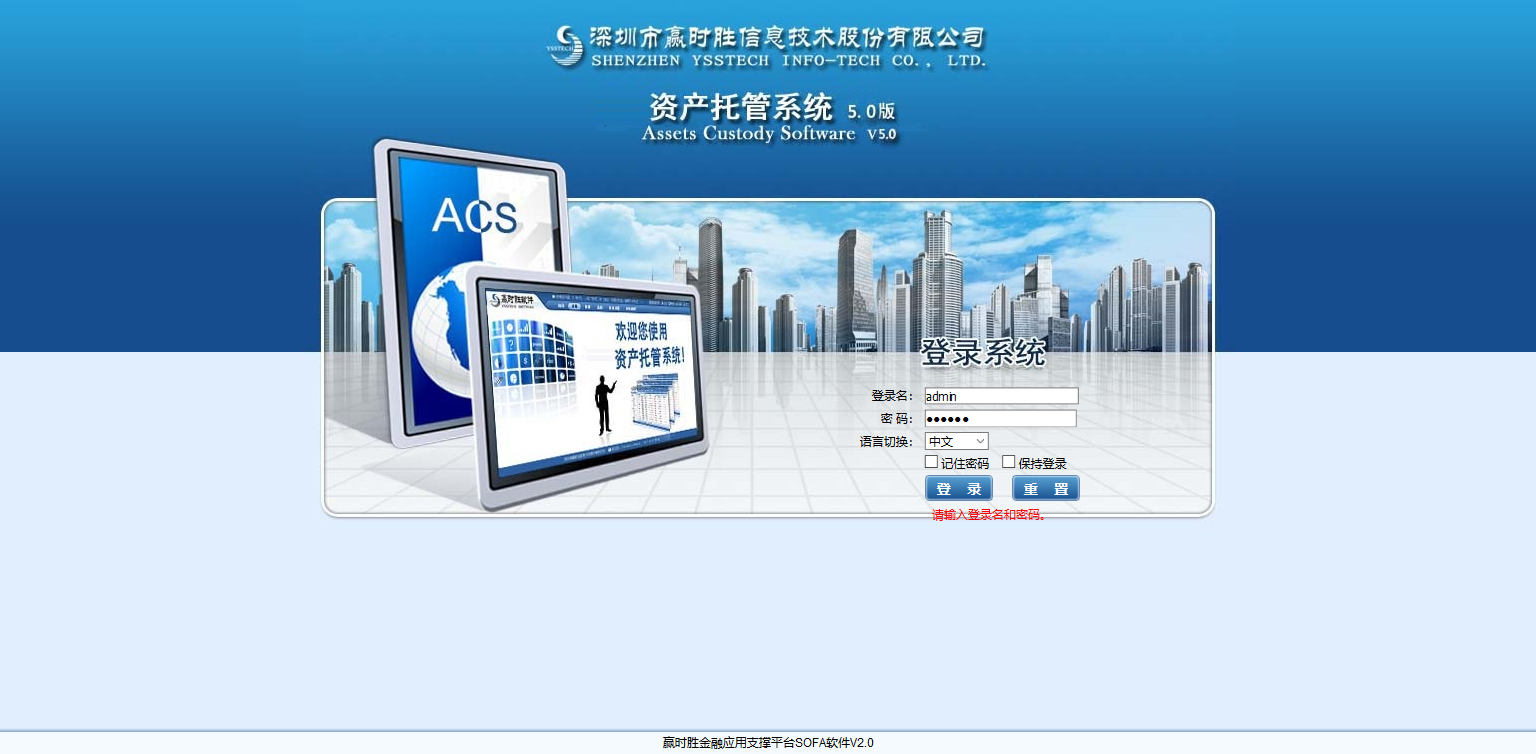 深圳市赢时胜信息技术股份有限公司
YSSTECH
SHENZHEN YSSTECH INFO-TECH CO., LTD.
资产托管系统 5.0版
Assets Custody Software V5.0
ACS
赢时胜软件
欢迎您使用
资产托管系统!
登录系统
登录名: admin
密 码: ●●●●●●
语言切换: 中文
记住密码 保持登录
登 录 重 置
请输入登录名和密码。
赢时胜金融应用支撑平台SOFA软件V2.0